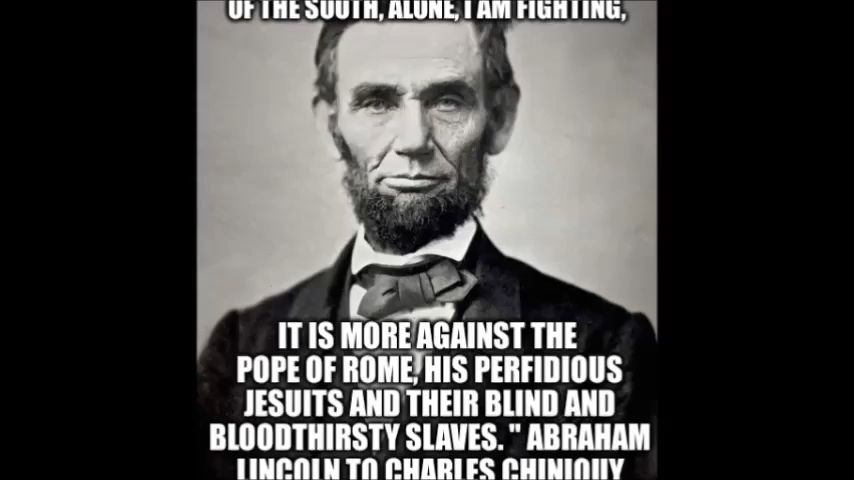 OF THE SOUTH, ALONE, I AM FIGHTING,
IT IS MORE AGAINST THE
POPE OF ROME, HIS PERFIDIOUS
JESUITS AND THEIR BLIND AND
BLOODTHIRSTY SLAVES. " ABRAHAM
LINCOLN TO CHARLES CHINIQUY